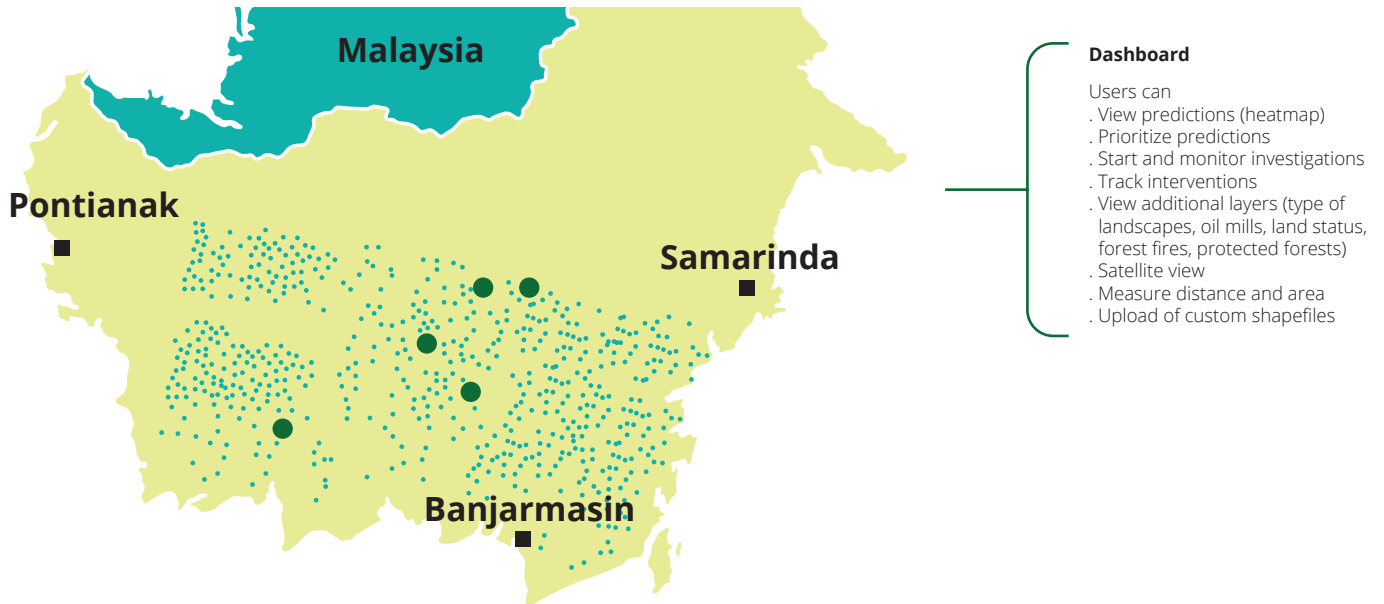 Malaysia
Pontianak
Samarinda
Banjarmasin
Dashboard
Users can
. View predictions (heatmap)
. Prioritize predictions
. Start and monitor investigations
. Track interventions
. View additional layers (type of
landscapes, oil mills, land status,
forest fires, protected forests)
. Satellite view
. Measure distance and area
. Upload of custom shapefiles